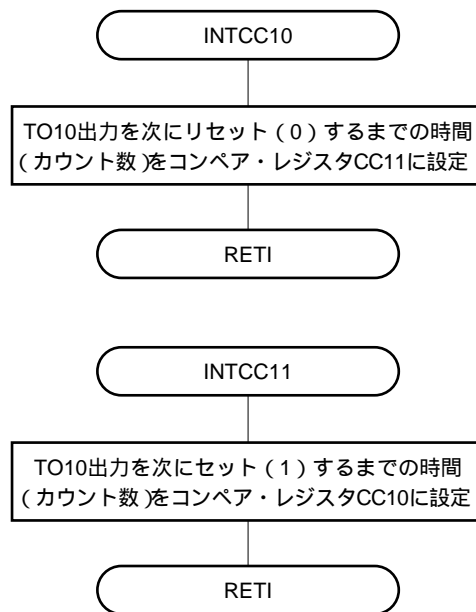 INTCC10
TO10出力を次にリセット（0）するまでの時間
（カウント数）をコンペア・レジスタCC11に設定
RETI
INTCC11
TO10出力を次にセット（1）するまでの時間
（カウント数）をコンペア・レジスタCC10に設定
RETI